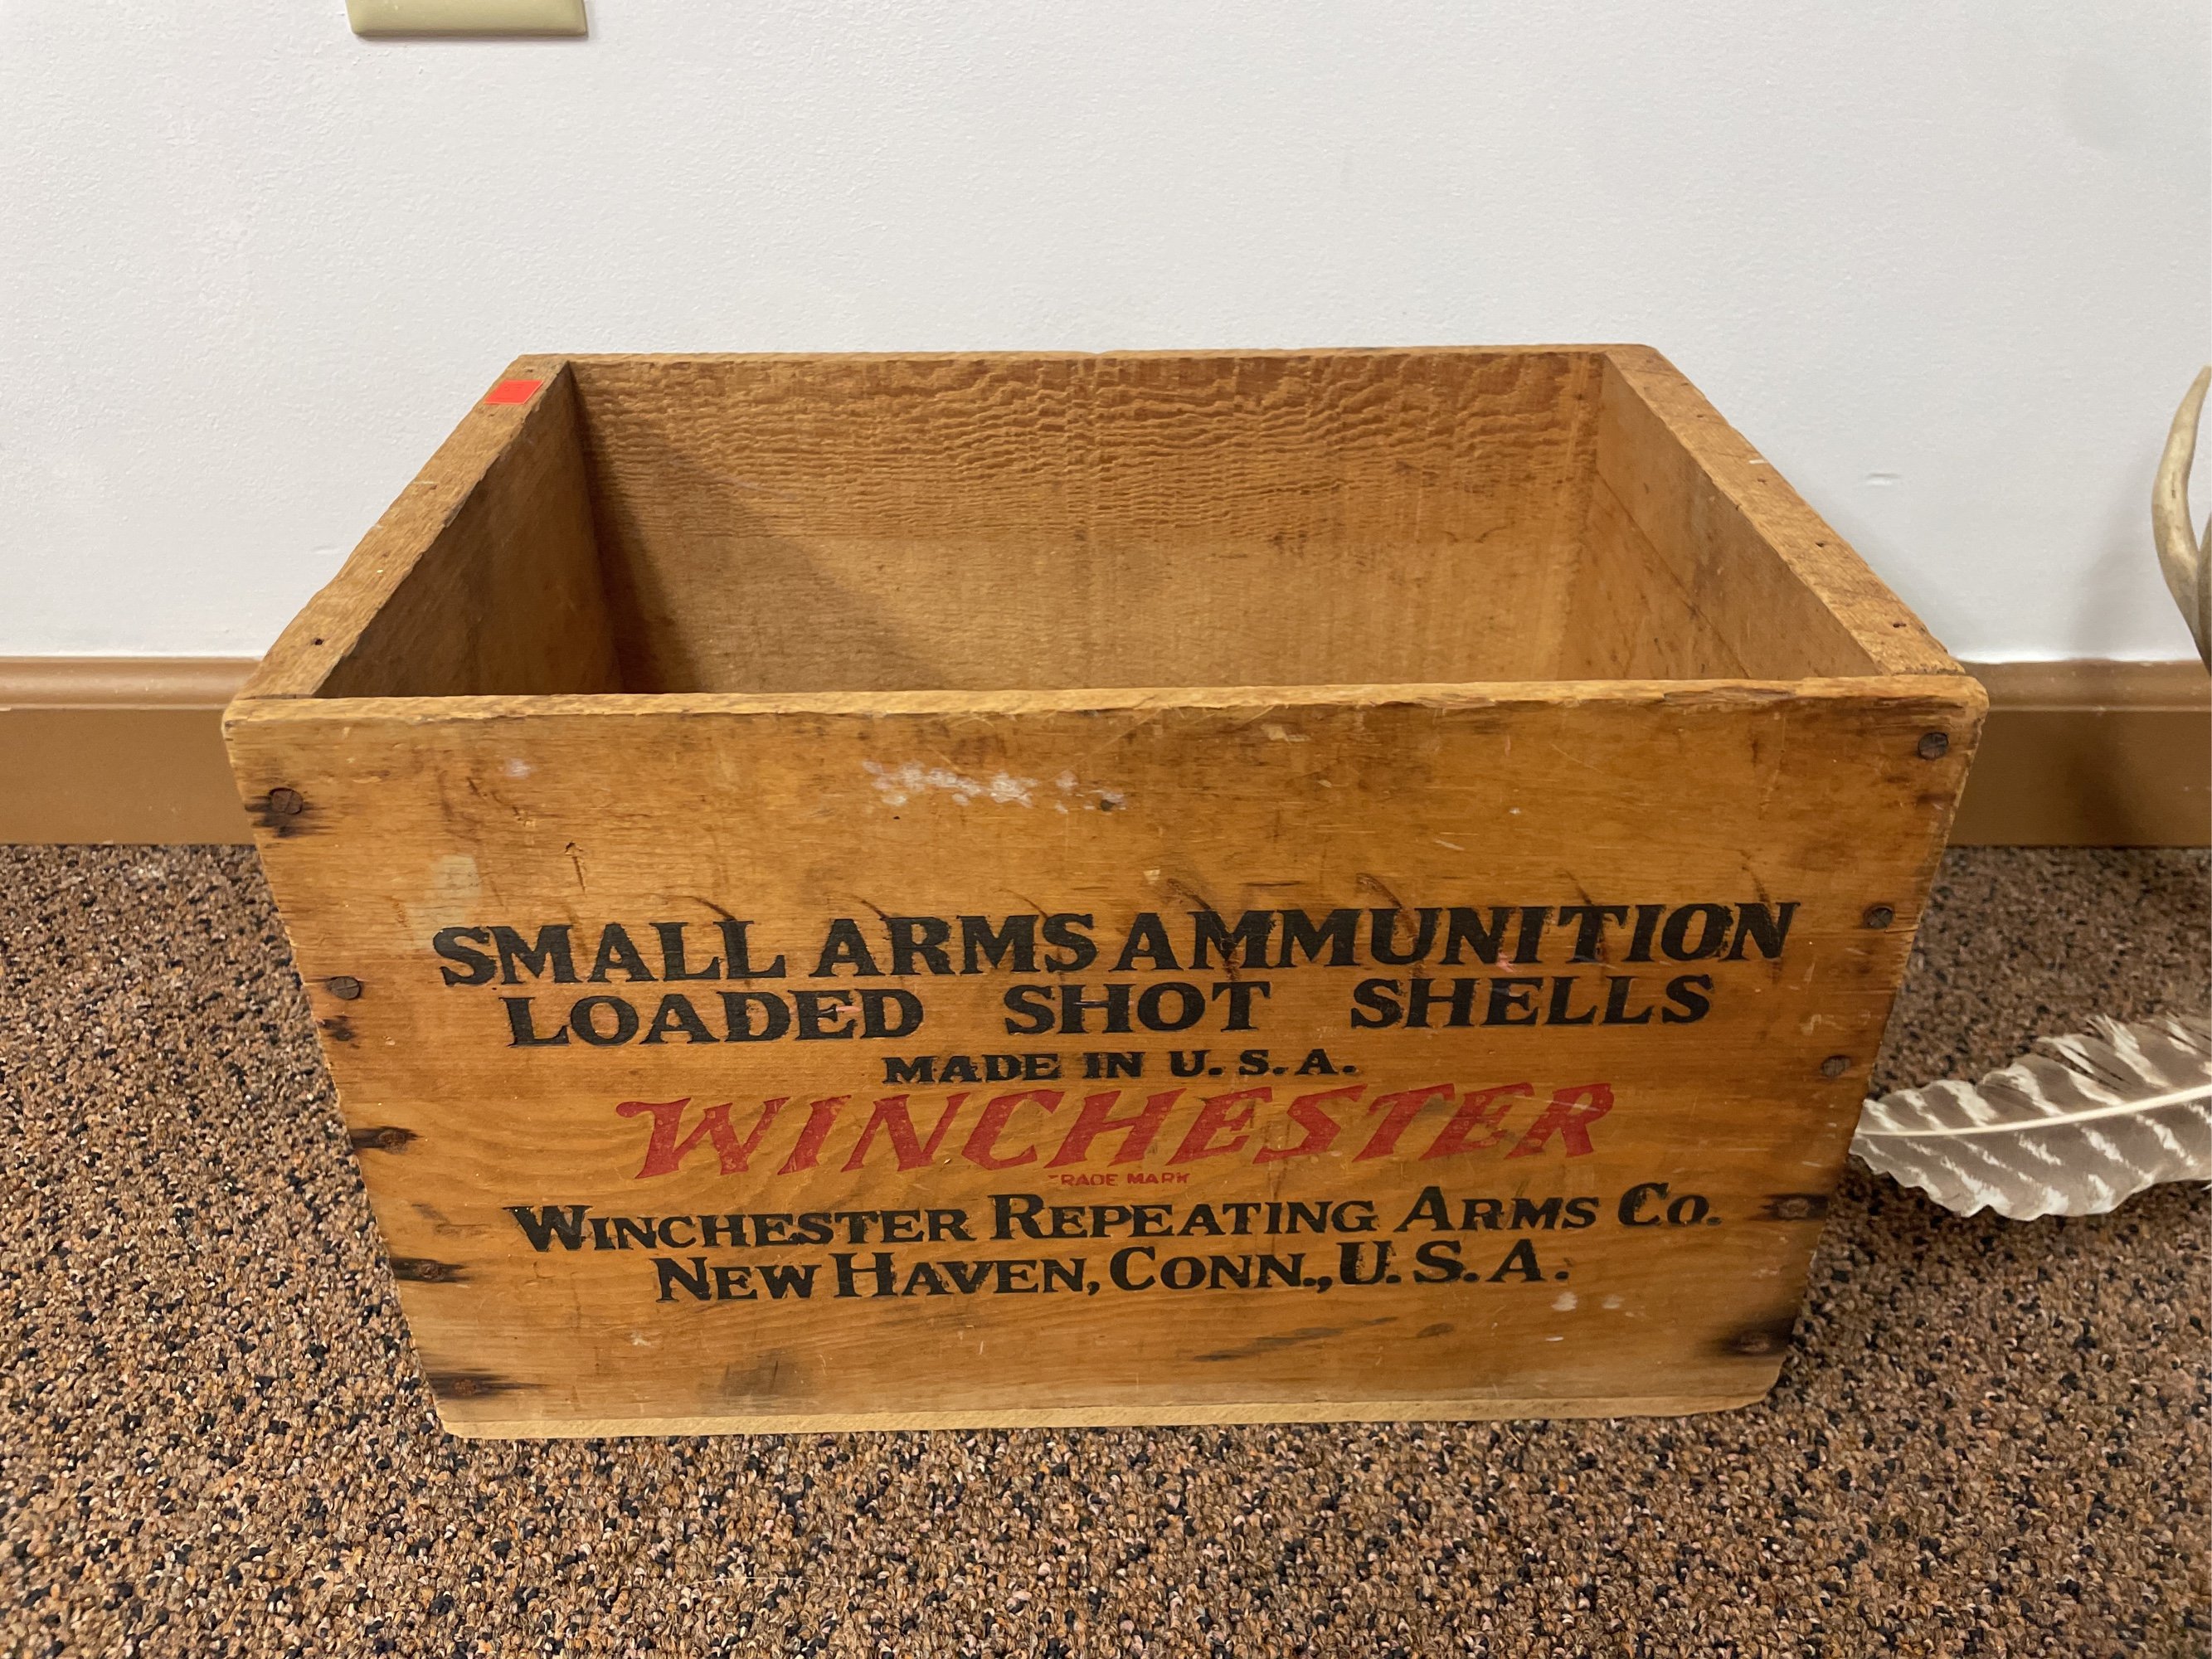 SMALL ARMS AMMUNITION
LOADED SHOT SHELLS
MADE IN U.S.A.
WINCHESTER
TRADE MARK
WINCHESTER REPEATING ARMS CO.
NEW HAVEN, CONN., U.S.A.